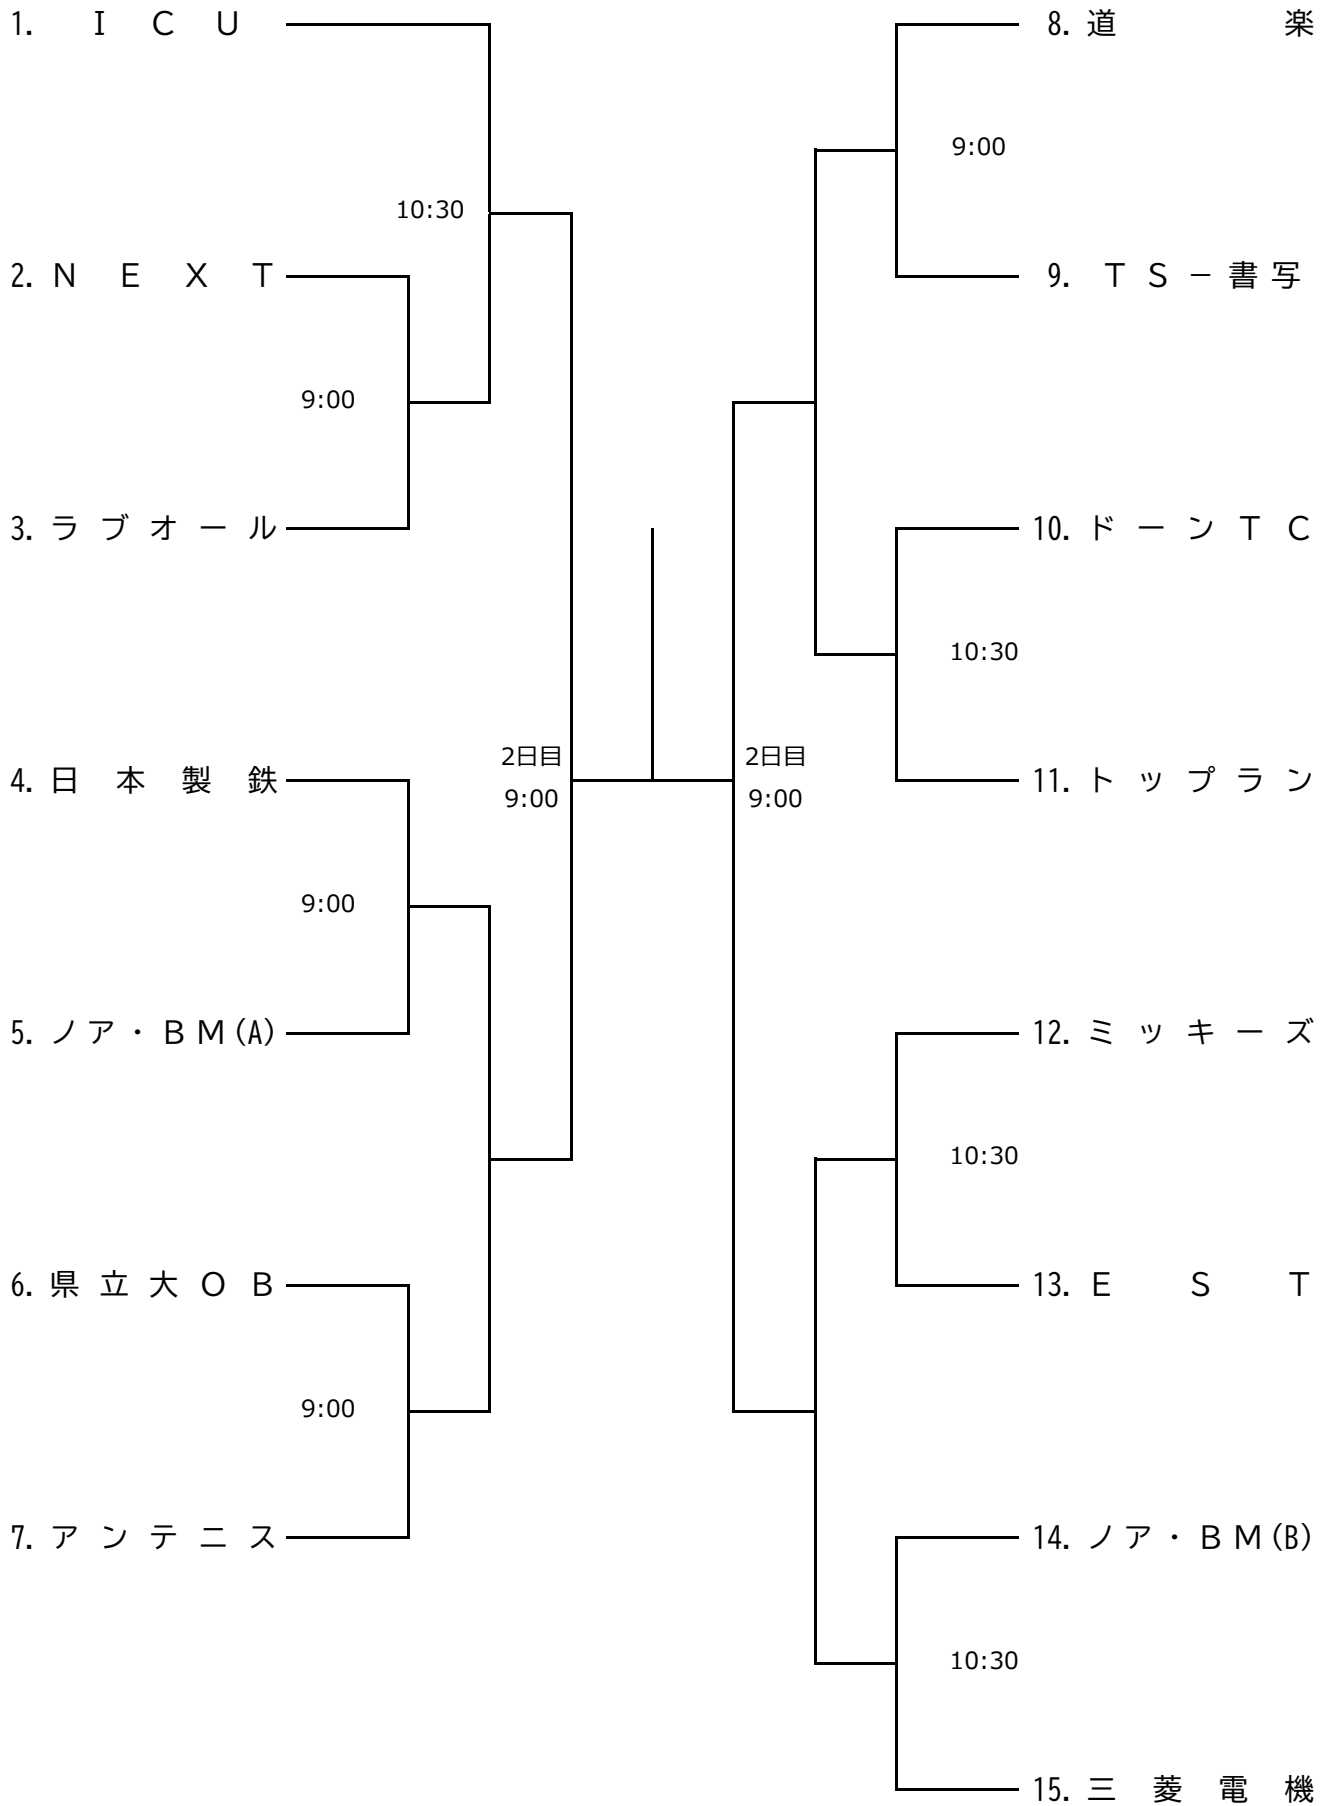 1. Ｉ Ｃ Ｕ
10:30
2. Ｎ Ｅ Ｘ Ｔ
9:00
3. ラブオール
4. 日本製鉄
9:00
5. ノア・ＢＭ(A)
6. 県立大ＯＢ
9:00
7. アンテニス
2日目
9:00
2日目
9:00
8. 道楽
9:00
9. ＴＳ－書写
10. ドーンＴＣ
10:30
11. トップラン
12. ミッキーズ
10:30
13. Ｅ Ｓ Ｔ
14. ノア・ＢＭ(B)
10:30
15. 三菱電機